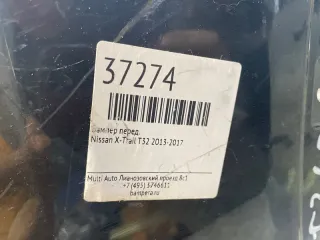 37274
Бампер перед.
Nissan X-Trail T32 2013-2017
Multi Auto Лианозовский проезд 8с1
+7 (495) 3746611
bampera.ru